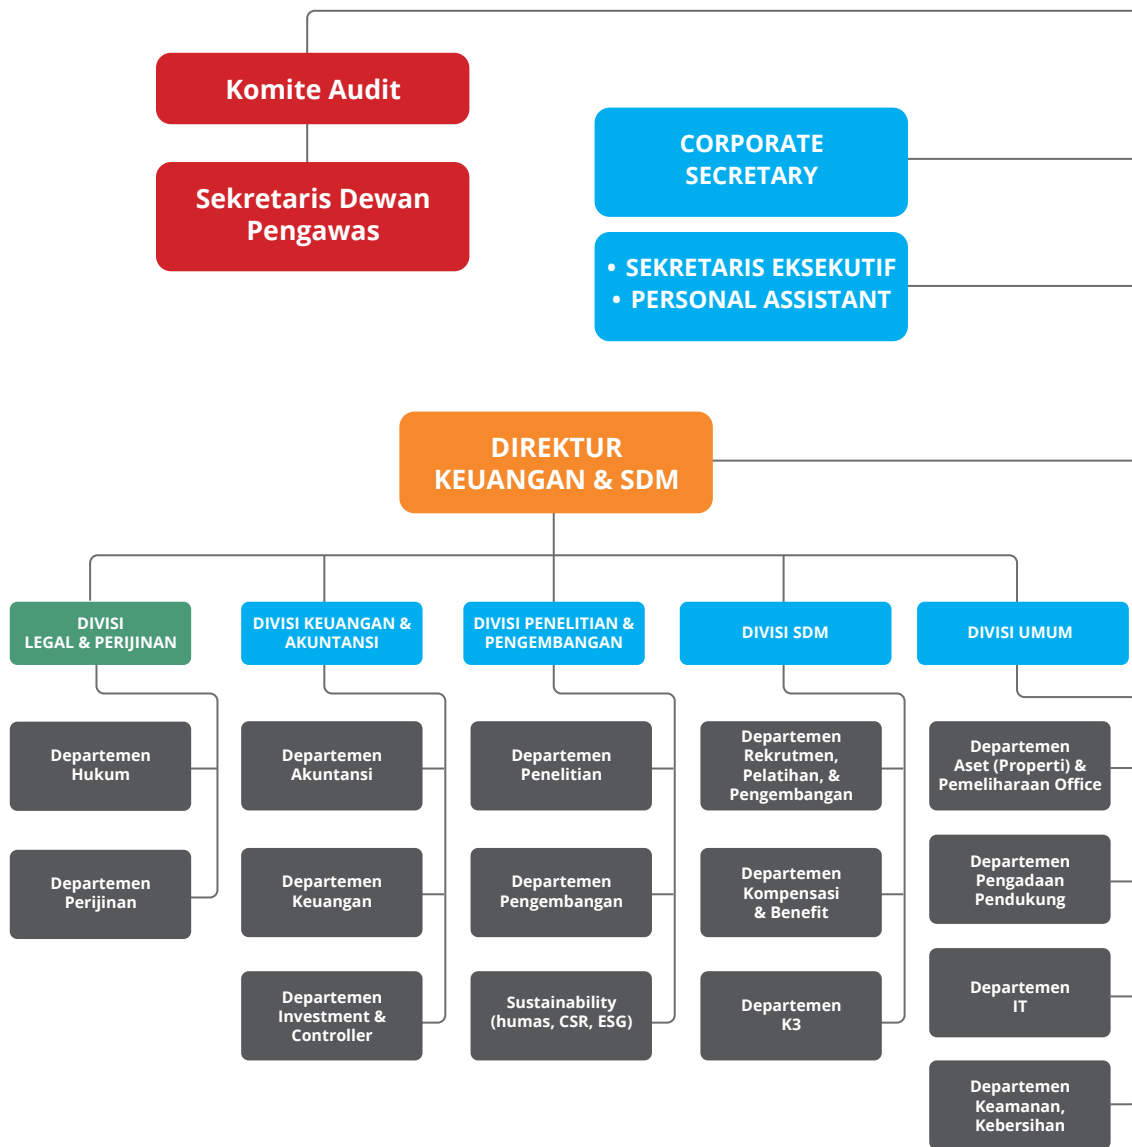 Komite Audit
Sekretaris Dewan
Pengawas
CORPORATE
SECRETARY
• SEKRETARIS EKSEKUTIF
• PERSONAL ASSISTANT
DIREKTUR
KEUANGAN & SDM
DIVISI
LEGAL & PERIJINAN
DIVISI KEUANGAN &
AKUNTANSI
DIVISI PENELITIAN &
PENGEMBANGAN
DIVISI SDM
DIVISI UMUM
Departemen
Hukum
Departemen
Perijinan
Departemen
Akuntansi
Departemen
Keuangan
Departemen
Investment &
Controller
Departemen
Penelitian
Departemen
Pengembangan
Sustainability
(humas, CSR, ESG)
Departemen
Rekrutmen,
Pelatihan, &
Pengembangan
Departemen
Kompensasi
& Benefit
Departemen
K3
Departemen
Aset (Properti) &
Pemeliharaan Office
Departemen
Pengadaan
Pendukung
Departemen
IT
Departemen
Keamanan,
Kebersihan